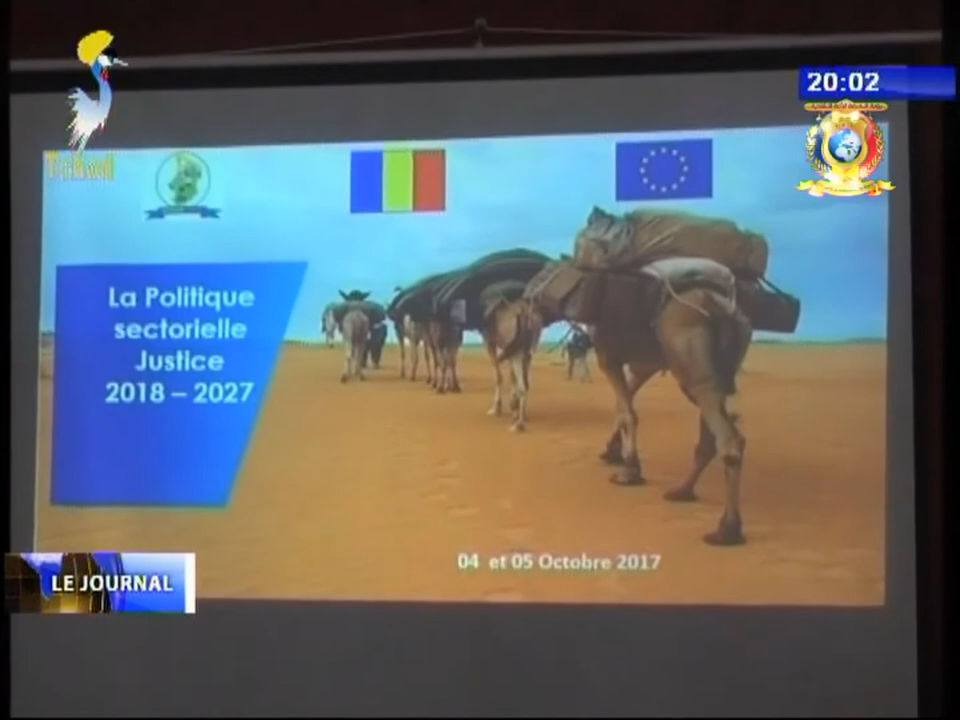 20:02
La Politique
sectorielle
Justice
2018 – 2027
04 et 05 Octobre 2017
LE JOURNAL